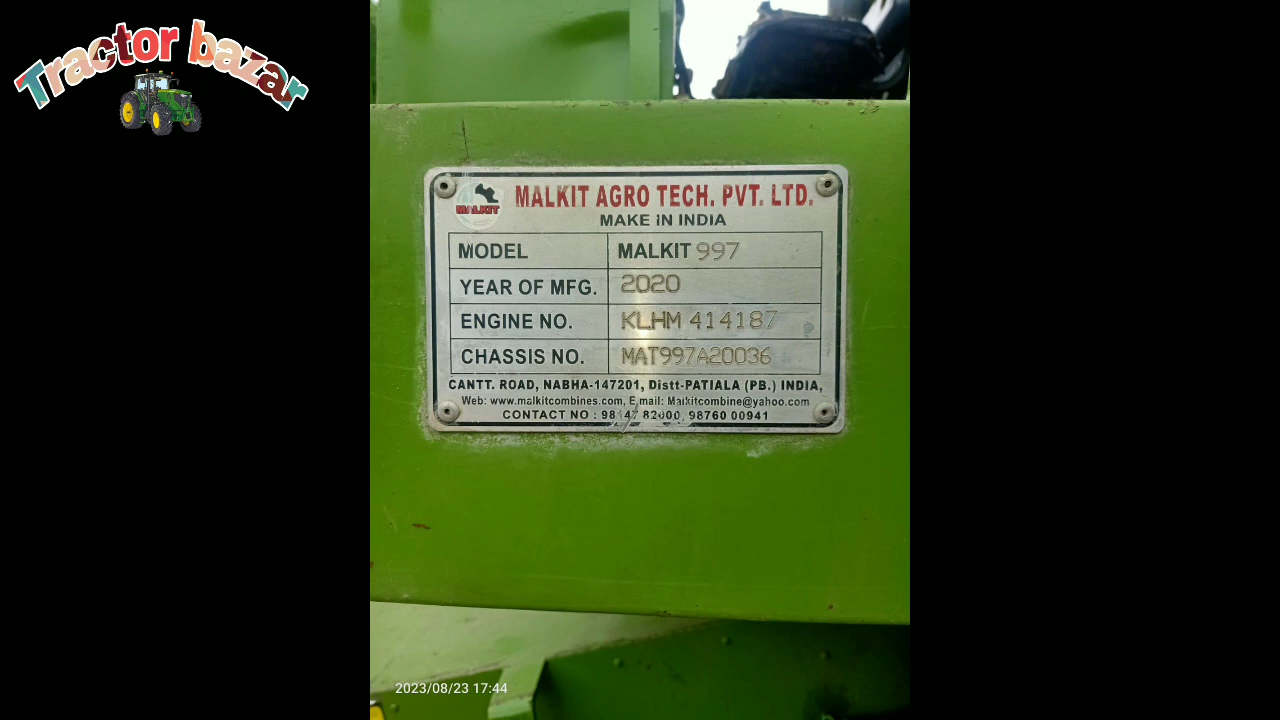 Tractor bazar
MALKIT
MALKIT AGRO TECH. PVT. LTD.
MAKE IN INDIA
MODEL MALKIT 997
YEAR OF MFG. 2020
ENGINE NO. KLHM 414187
CHASSIS NO. MAT997A20036
CANTT. ROAD, NABHA-147201, Distt-PATIALA (PB.) INDIA,
Web: www.malkitcombines.com, E mail: Malkitcombine@yahoo.com
CONTACT NO : 98760 00941
2023/08/23 17:44